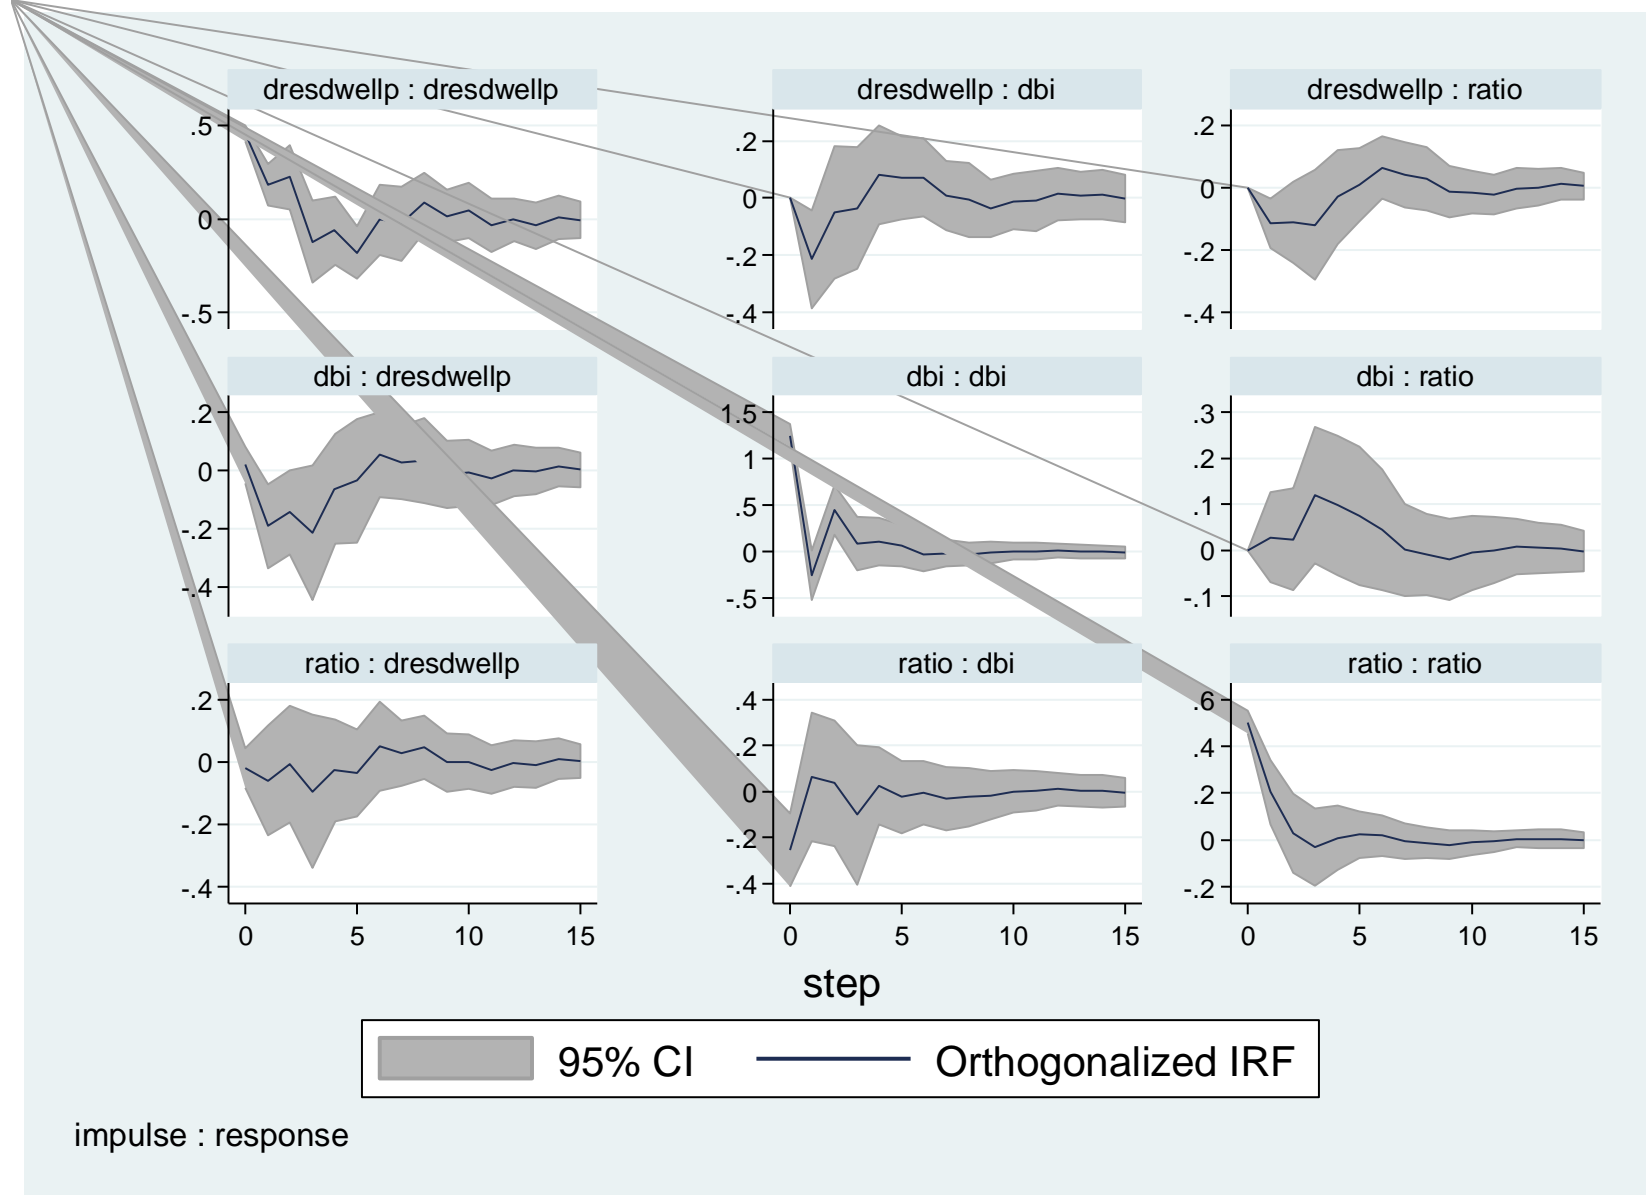 dresdwellp : dresdwellp
dresdwellp : dbi
dresdwellp : ratio
.5
0
-.5
.2
0
-.2
-.4
.2
0
-.2
-.4
dbi : dresdwellp
dbi : dbi
dbi : ratio
.2
0
-.2
-.4
1.5
1
.5
0
-.5
.3
.2
.1
0
-.1
ratio : dresdwellp
ratio : dbi
ratio : ratio
.2
0
-.2
-.4
.4
.2
0
-.2
-.4
.6
.4
.2
0
-.2
0 5 10 15
0 5 10 15
0 5 10 15
step
95% CI
Orthogonalized IRF
impulse : response